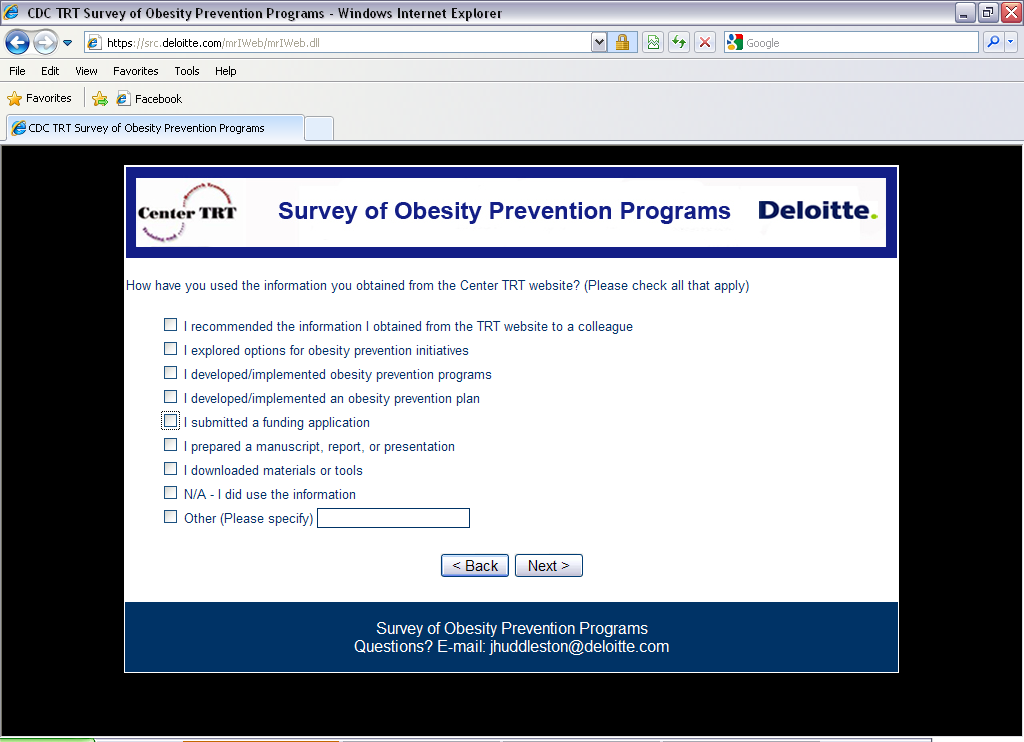 CDC TRT Survey of Obesity Prevention Programs - Windows Internet Explorer
https://src.deloitte.com/mrIWeb/mrIWeb.dll
Google
File Edit View Favorites Tools Help
Favorites Facebook
CDC TRT Survey of Obesity Prevention Programs
Center TRT
Survey of Obesity Prevention Programs
Deloitte.
How have you used the information you obtained from the Center TRT website? (Please check all that apply)
I recommended the information I obtained from the TRT website to a colleague
I explored options for obesity prevention initiatives
I developed/implemented obesity prevention programs
I developed/implemented an obesity prevention plan
I submitted a funding application
I prepared a manuscript, report, or presentation
I downloaded materials or tools
N/A - I did use the information
Other (Please specify)
< Back Next >
Survey of Obesity Prevention Programs
Questions? E-mail: jhuddleston@deloitte.com